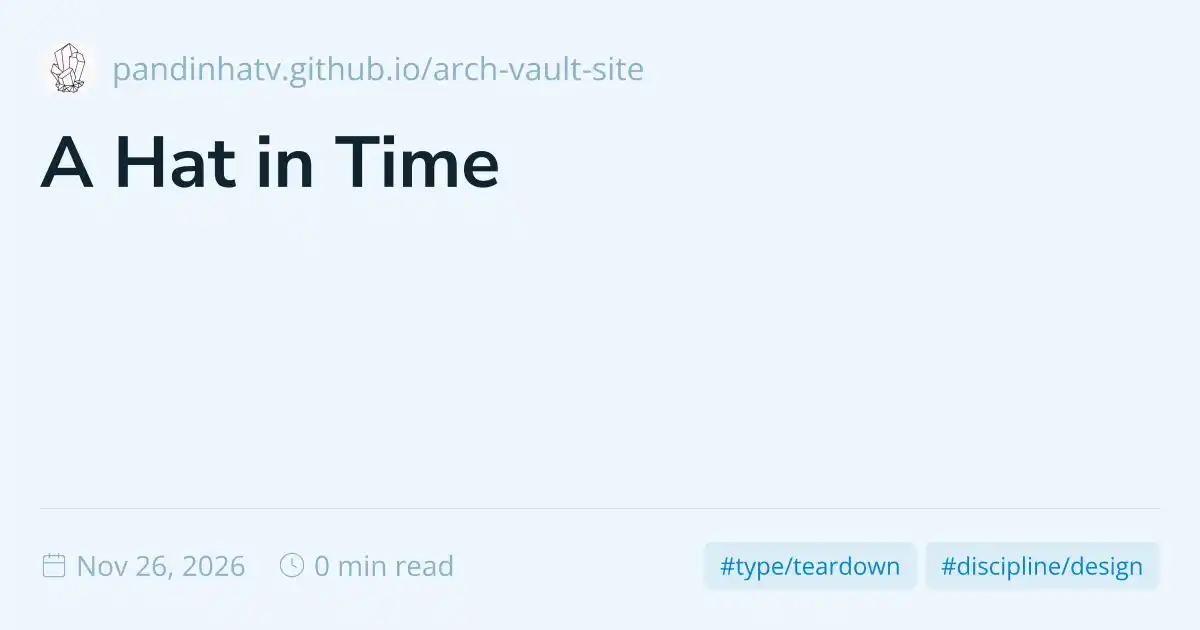 pandinhatv.github.io/arch-vault-site
A Hat in Time
Nov 26, 2026 0 min read #type/teardown #discipline/design